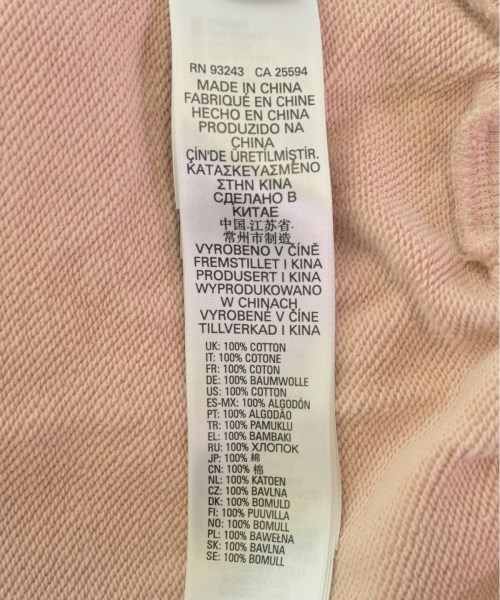 RN 93243 CA 25594
MADE IN CHINA
FABRIQUÉ EN CHINE
HECHO EN CHINA
PRODUZIDO NA
CHINA
ÇİN'DE ÜRETİLMİŞTİR.
ΚΑΤΑΣΚΕΥΑΣΜΕΝΟ
ΣΤΗΝ ΚΙΝΑ
СДЕЛАНО В
КИТАЕ
中国.江苏省.
常州市制造
VYROBENO V ČÍNĚ
FREMSTILLET I KINA
PRODUSERT I KINA
WYPRODUKOWANO
W CHINACH
VYROBENÉ V ČÍNE
TILLVERKAD I KINA
UK: 100% COTTON
IT: 100% COTONE
FR: 100% COTON
DE: 100% BAUMWOLLE
US: 100% COTTON
ES-MX: 100% ALGODÓN
PT: 100% ALGODÃO
TR: 100% PAMUKLU
EL: 100% ΒΑΜΒΑΚΙ
RU: 100% ХЛОПОК
JP: 100% 棉
CN: 100% 棉
NL: 100% KATOEN
CZ: 100% BAVLNA
DK: 100% BOMULD
FI: 100% PUUVILLA
NO: 100% BOMULL
PL: 100% BAWEŁNA
SK: 100% BAVLNA
SE: 100% BOMULL